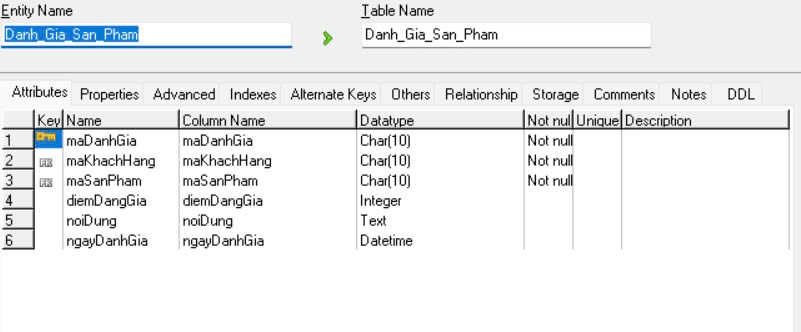 Entity Name Table Name
Danh_Gia_San_Pham Danh_Gia_San_Pham
Attributes Properties Advanced Indexes Alternate Keys Others Relationship Storage Comments Notes DDL
Key Name Column Name Datatype Not nul Unique Description
1 maDanhGia maDanhGia Char(10) Not null
2 FK maKhachHang maKhachHang Char(10) Not null
3 FK maSanPham maSanPham Char(10) Not null
4 diemDangGia diemDangGia Integer
5 noiDung noiDung Text
6 ngayDanhGia ngayDanhGia Datetime